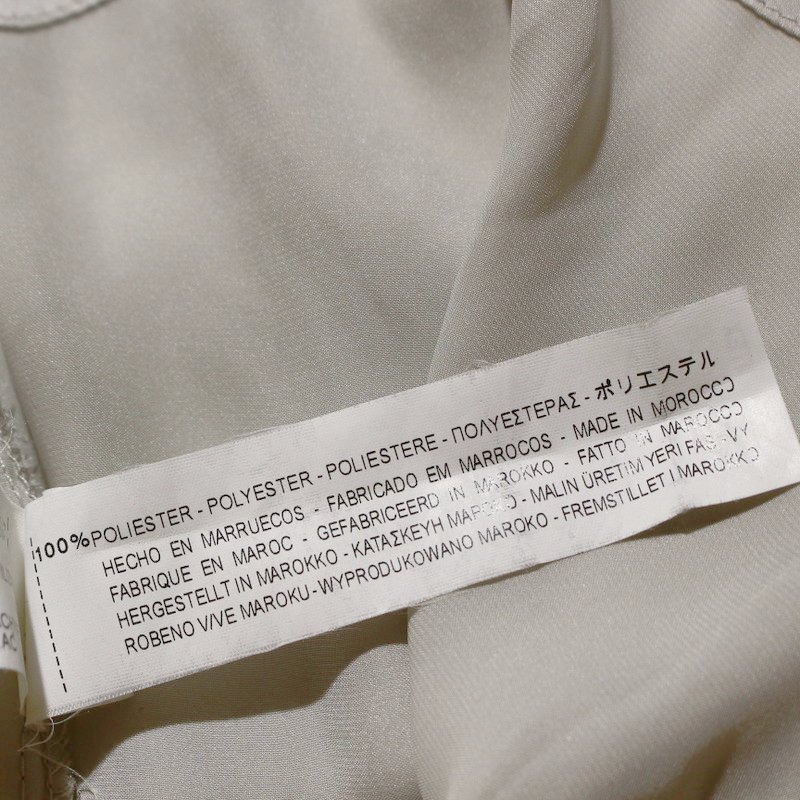 100% POLIESTER - POLYESTER - POLIESTERE - ΠΟΛΥΕΣΤΕΡΑΣ - ポリエステル
HECHO EN MARRUECOS - FABRICADO EM MARROCOS - MADE IN MOROCCO
FABRIQUE EN MAROC - GEFABRICEERD IN MAROKKO - FATTO IN MAROCCO
HERGESTELLT IN MAROKKO - ΚΑΤΑΣΚΕΥΗ ΜΑΡΟΚΟ - MALIN ÜRETIM YERI FAS - VY
ROBENO V/VE MAROKU - WYPRODUKOWANO MAROKO - FREMSTILLET I MAROKKO